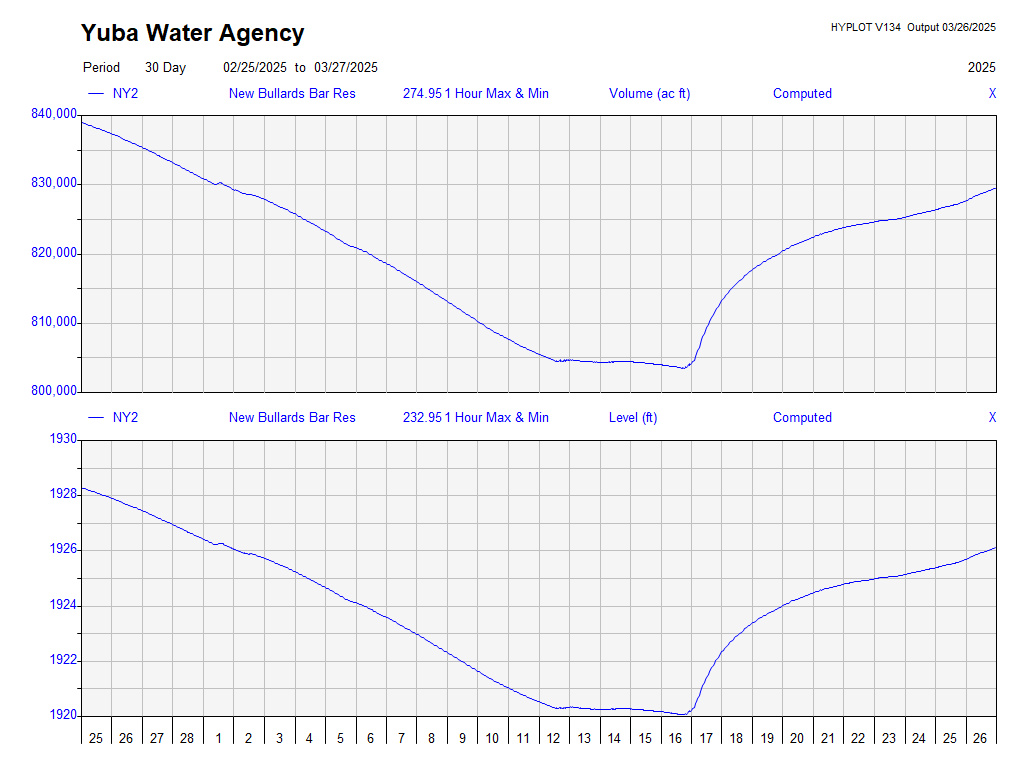 Yuba Water Agency
HYPLOT V134 Output 03/26/2025
Period 30 Day 02/25/2025 to 03/27/2025 2025
NY2 New Bullards Bar Res 274.95 1 Hour Max & Min Volume (ac ft) Computed X
840,000
830,000
820,000
810,000
800,000
NY2 New Bullards Bar Res 232.95 1 Hour Max & Min Level (ft) Computed X
1930
1928
1926
1924
1922
1920
25 26 27 28 1 2 3 4 5 6 7 8 9 10 11 12 13 14 15 16 17 18 19 20 21 22 23 24 25 26